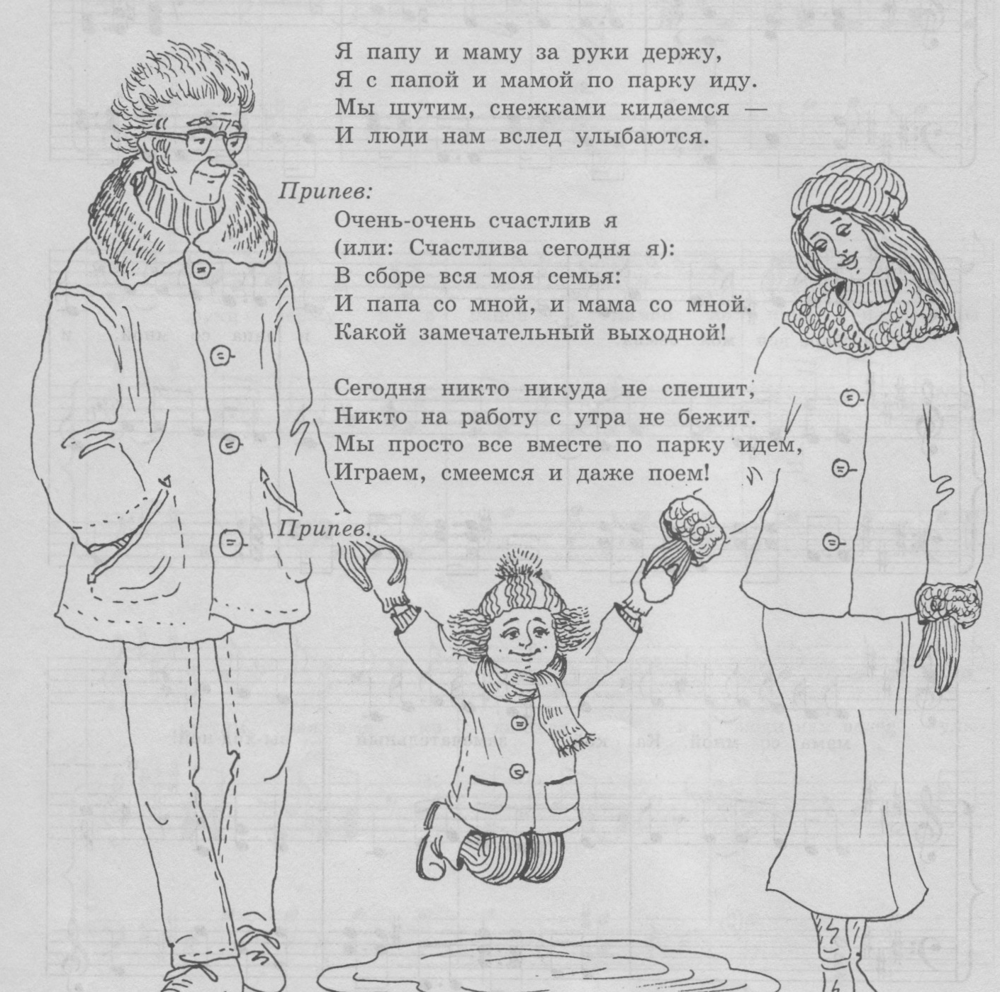 Я папу и маму за руки держу,
Я с папой и мамой по парку иду.
Мы шутим, снежками кидаемся —
И люди нам вслед улыбаются.
Припев:
Очень-очень счастлив я
(или: Счастлива сегодня я):
В сборе вся моя семья:
И папа со мной, и мама со мной.
Какой замечательный выходной!
Сегодня никто никуда не спешит,
Никто на работу с утра не бежит.
Мы просто все вместе по парку идем,
Играем, смеемся и даже поем!
Припев.